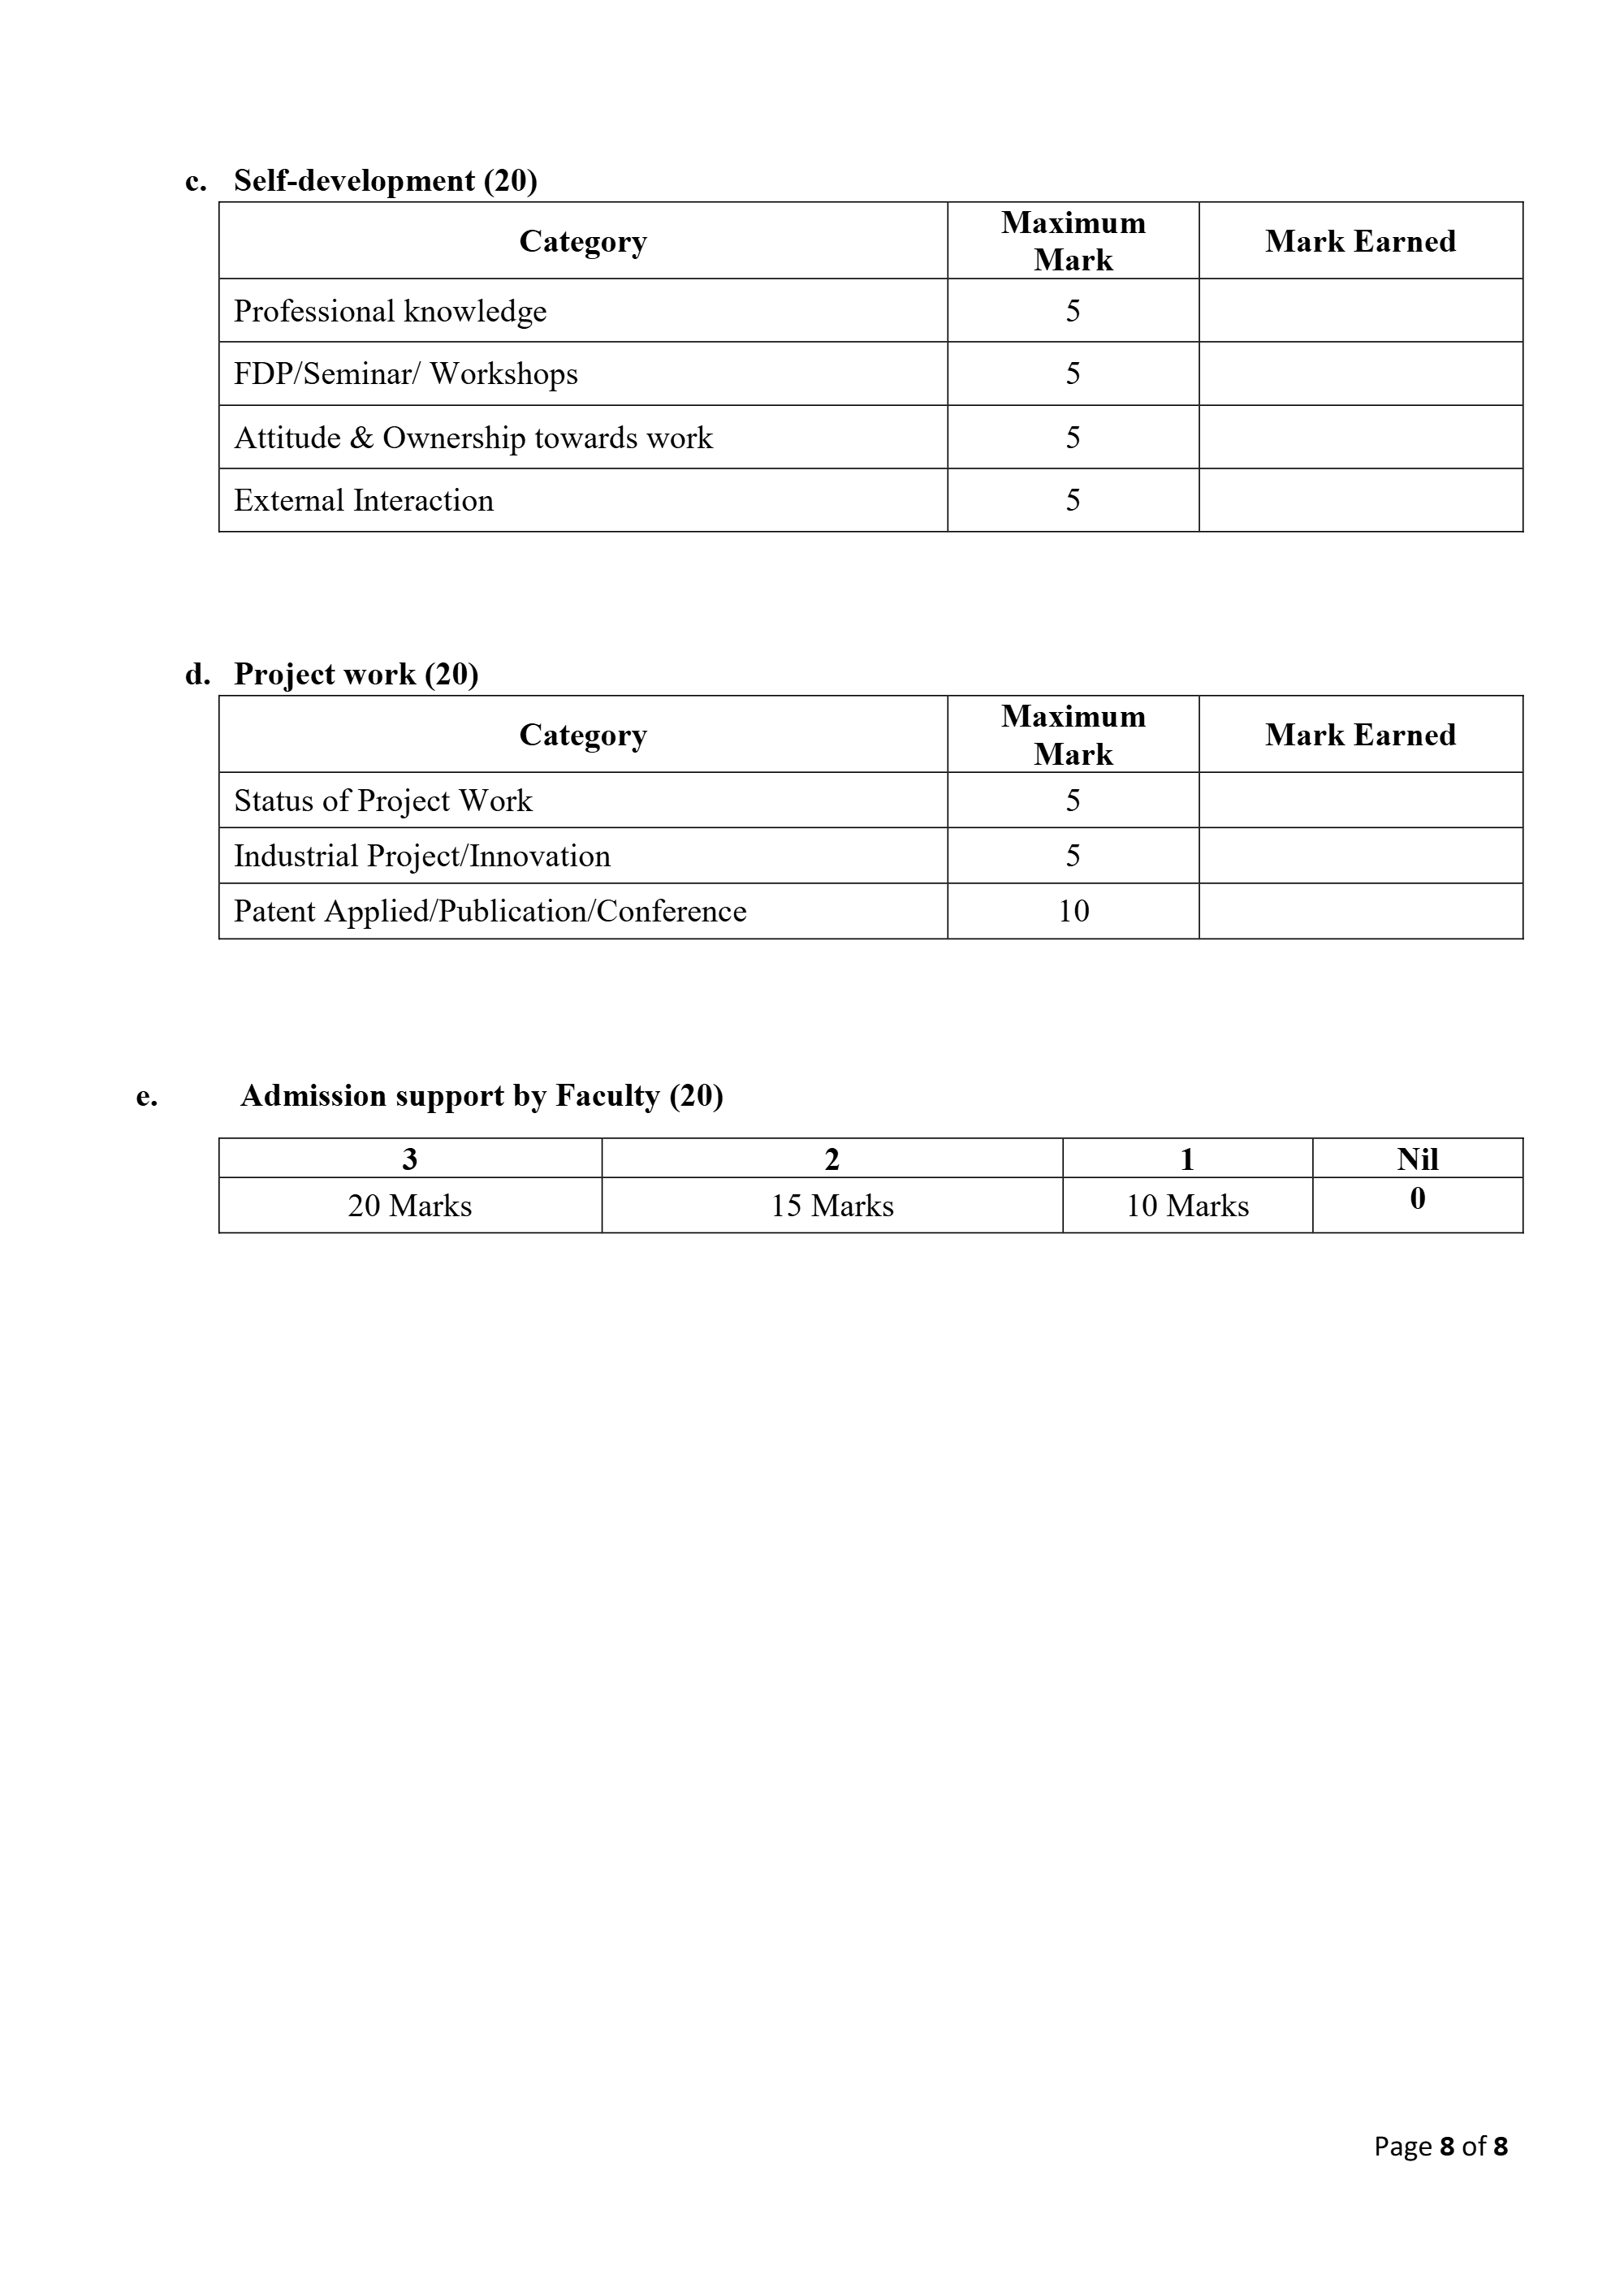 c. Self-development (20)
Category Maximum Mark Mark Earned
Professional knowledge 5
FDP/Seminar/ Workshops 5
Attitude & Ownership towards work 5
External Interaction 5
d. Project work (20)
Category Maximum Mark Mark Earned
Status of Project Work 5
Industrial Project/Innovation 5
Patent Applied/Publication/Conference 10
e. Admission support by Faculty (20)
3 2 1 Nil
20 Marks 15 Marks 10 Marks 0
Page 8 of 8